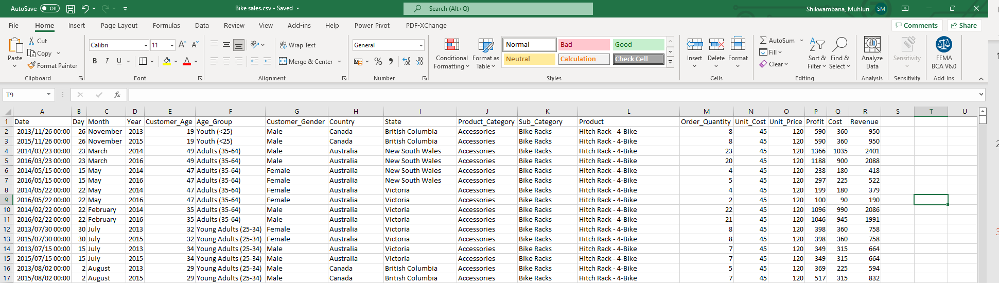 AutoSave Off Bike sales.csv • Saved Search (Alt+Q) Shikwambana, Muhluri SM
File Home Insert Page Layout Formulas Data Review View Add-ins Help Power Pivot PDF-XChange Comments Share
Paste Cut Copy Format Painter
Clipboard
Calibri 11 A A
B I U A
Font
ab Wrap Text
Merge & Center
Alignment
General
% 9 .00 .00
Number
Conditional Formatting Format as Table
Normal Bad Good
Neutral Calculation Check Cell
Styles
Insert Delete Format
Cells
AutoSum Fill Clear
Sort & Filter Find & Select
Editing
Analyze Data
Analysis
Sensitivity
Sensitivity
FEMA BCA V6.0
Add-Ins
T9 fx
A B C D E F G H I J K L M N O P Q R S T U
1 Date Day Month Year Customer_Age Age_Group Customer_Gender Country State Product_Category Sub_Category Product Order_Quantity Unit_Cost Unit_Price Profit Cost Revenue
2 2013/11/26 00:00 26 November 2013 19 Youth (<25) Male Canada British Columbia Accessories Bike Racks Hitch Rack - 4-Bike 8 45 120 590 360 950
3 2015/11/26 00:00 26 November 2015 19 Youth (<25) Male Canada British Columbia Accessories Bike Racks Hitch Rack - 4-Bike 8 45 120 590 360 950
4 2014/03/23 00:00 23 March 2014 49 Adults (35-64) Male Australia New South Wales Accessories Bike Racks Hitch Rack - 4-Bike 23 45 120 1366 1035 2401
5 2016/03/23 00:00 23 March 2016 49 Adults (35-64) Male Australia New South Wales Accessories Bike Racks Hitch Rack - 4-Bike 20 45 120 1188 900 2088
6 2014/05/15 00:00 15 May 2014 47 Adults (35-64) Female Australia New South Wales Accessories Bike Racks Hitch Rack - 4-Bike 4 45 120 238 180 418
7 2016/05/15 00:00 15 May 2016 47 Adults (35-64) Female Australia New South Wales Accessories Bike Racks Hitch Rack - 4-Bike 5 45 120 297 225 522
8 2014/05/22 00:00 22 May 2014 47 Adults (35-64) Female Australia Victoria Accessories Bike Racks Hitch Rack - 4-Bike 4 45 120 199 180 379
9 2016/05/22 00:00 22 May 2016 47 Adults (35-64) Female Australia Victoria Accessories Bike Racks Hitch Rack - 4-Bike 2 45 120 100 90 190
10 2014/02/22 00:00 22 February 2014 35 Adults (35-64) Male Australia Victoria Accessories Bike Racks Hitch Rack - 4-Bike 22 45 120 1096 990 2086
11 2016/02/22 00:00 22 February 2016 35 Adults (35-64) Male Australia Victoria Accessories Bike Racks Hitch Rack - 4-Bike 21 45 120 1046 945 1991
12 2013/07/30 00:00 30 July 2013 32 Young Adults (25-34) Female Australia Victoria Accessories Bike Racks Hitch Rack - 4-Bike 8 45 120 398 360 758
13 2015/07/30 00:00 30 July 2015 32 Young Adults (25-34) Female Australia Victoria Accessories Bike Racks Hitch Rack - 4-Bike 8 45 120 398 360 758
14 2013/07/15 00:00 15 July 2013 34 Young Adults (25-34) Male Australia Victoria Accessories Bike Racks Hitch Rack - 4-Bike 7 45 120 349 315 664
15 2015/07/15 00:00 15 July 2015 34 Young Adults (25-34) Male Australia Victoria Accessories Bike Racks Hitch Rack - 4-Bike 7 45 120 349 315 664
16 2013/08/02 00:00 2 August 2013 29 Young Adults (25-34) Male Canada British Columbia Accessories Bike Racks Hitch Rack - 4-Bike 5 45 120 369 225 594
17 2015/08/02 00:00 2 August 2015 29 Young Adults (25-34) Male Canada British Columbia Accessories Bike Racks Hitch Rack - 4-Bike 7 45 120 517 315 832